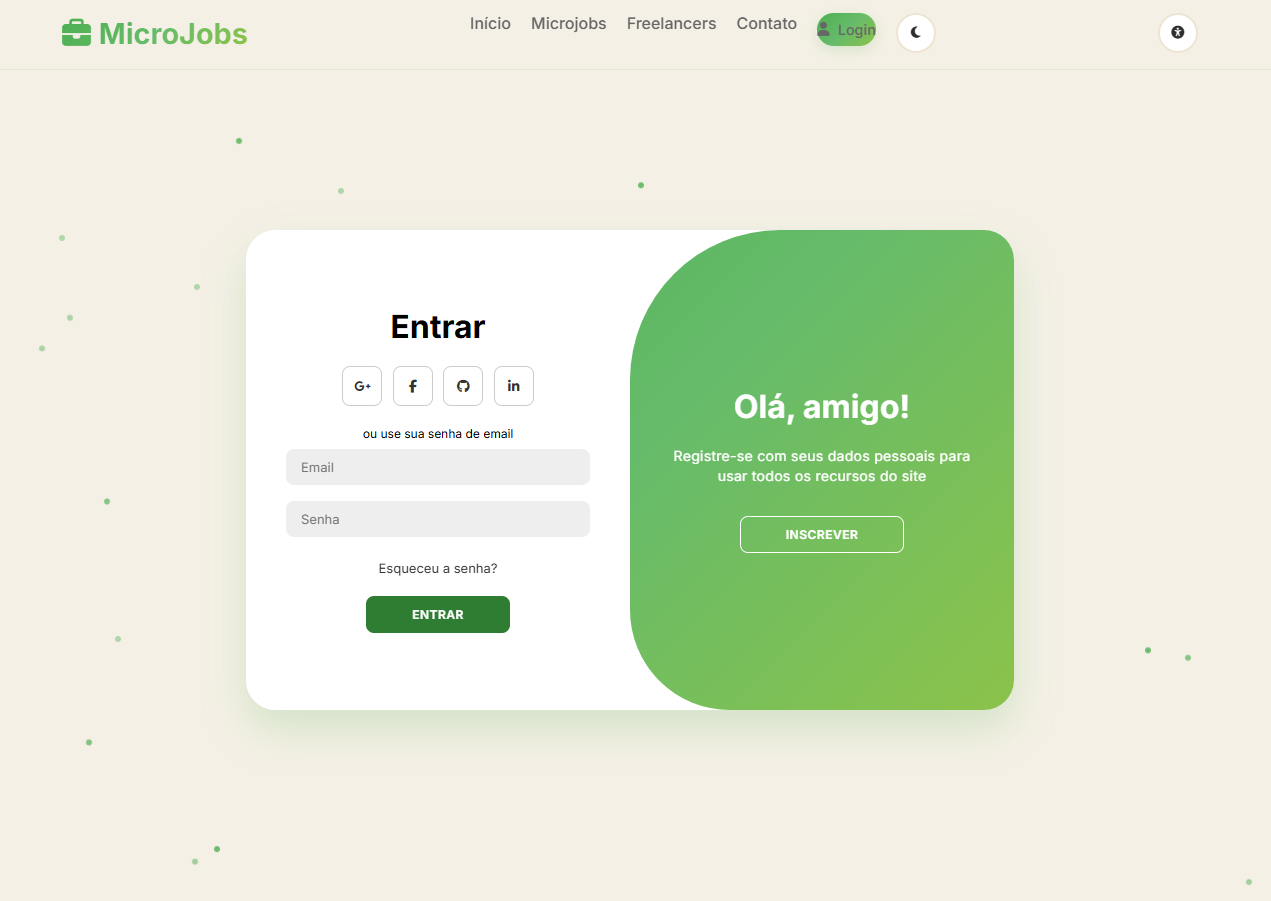 MicroJobs
Início Microjobs Freelancers Contato Login
Entrar
G+ f in
ou use sua senha de email
Email
Senha
Esqueceu a senha?
ENTRAR
Olá, amigo!
Registre-se com seus dados pessoais para
usar todos os recursos do site
INSCREVER